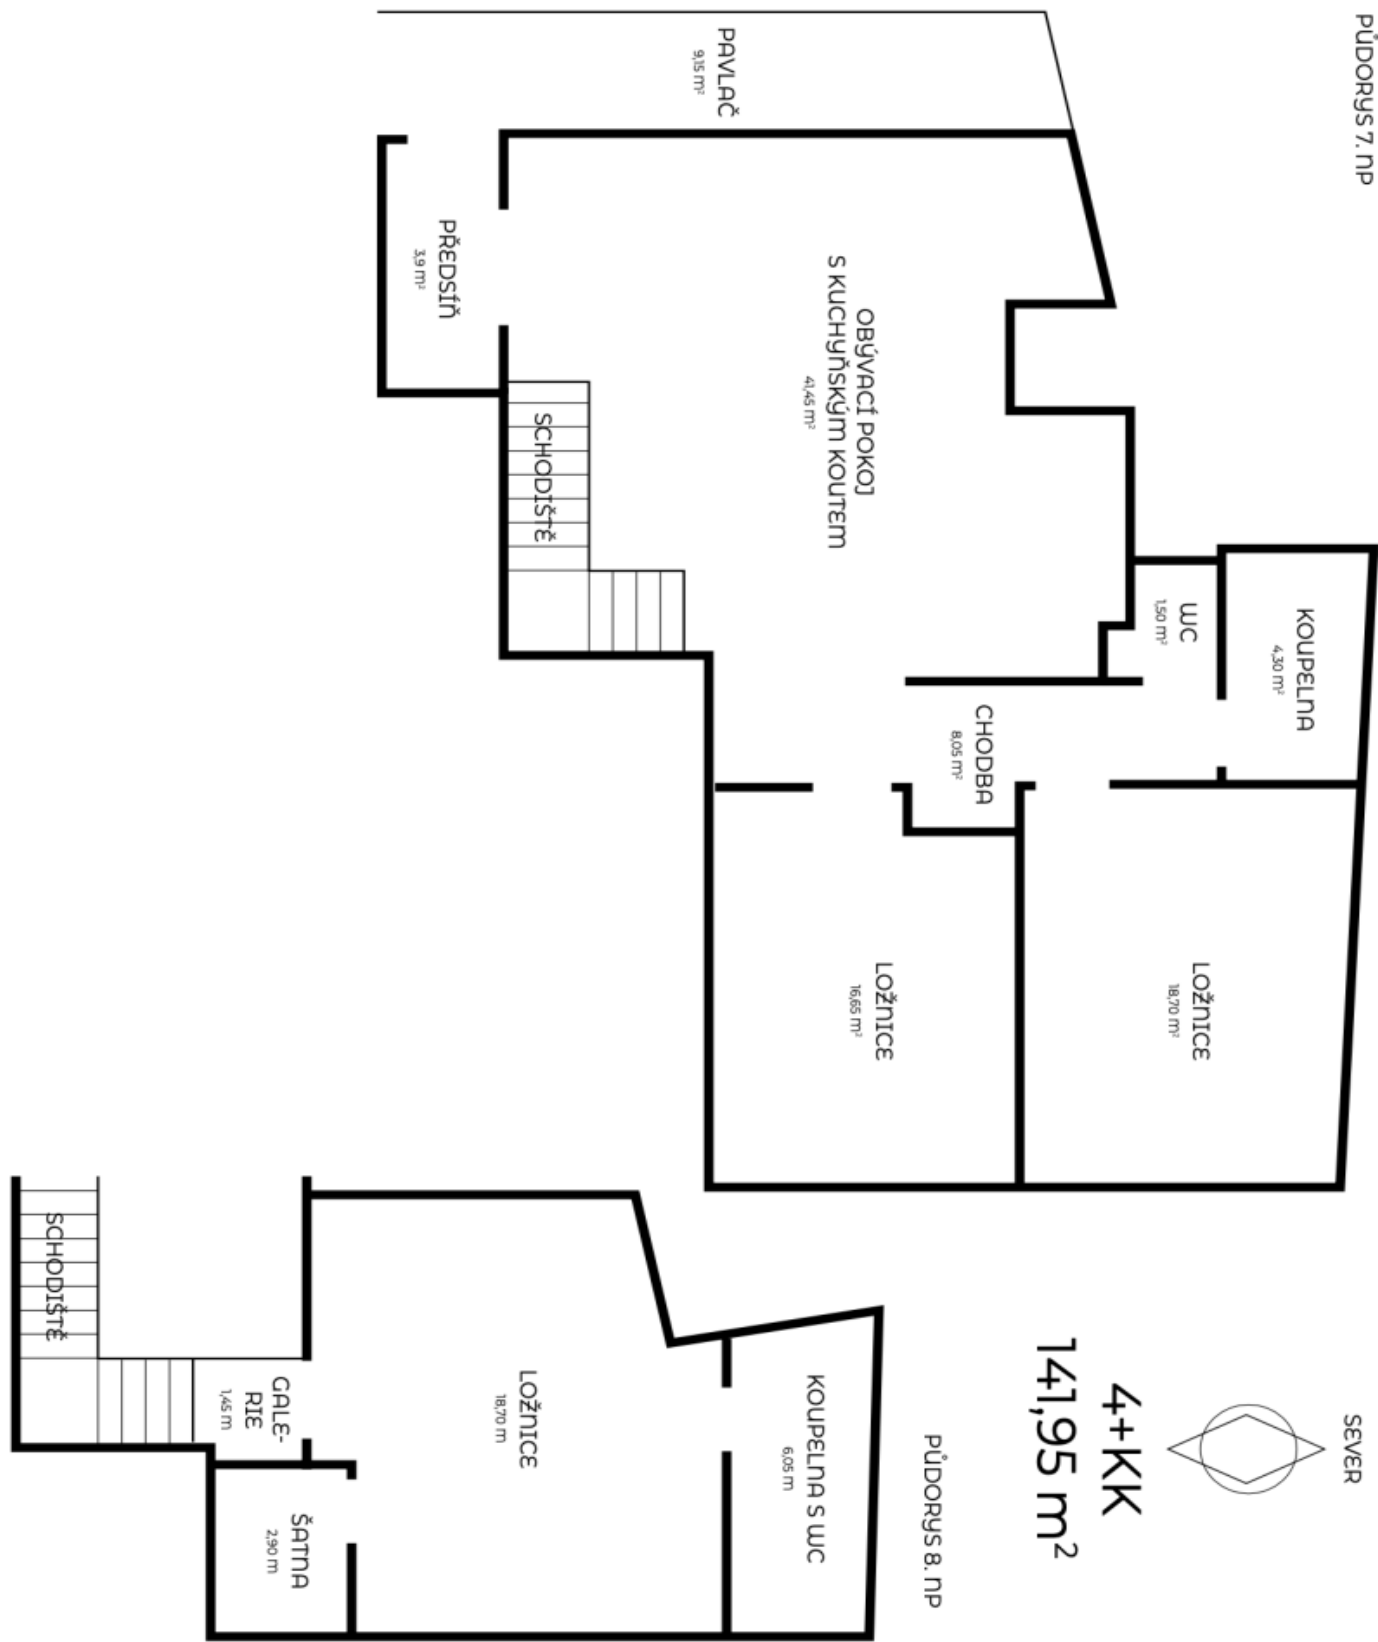 PŮDORYS 7. NP
PAVLAČ
9,15 m²
PŘEDSÍŇ
3,9 m²
OBÝVACÍ POKOJ
S KUCHYŇSKÝM KOUTEM
41,45 m²
SCHODIŠTĚ
WC
1,50 m²
KOUPELNA
4,30 m²
CHODBA
8,05 m²
LOŽNICE
16,65 m²
LOŽNICE
18,70 m²
SEVER
4+KK
141,95 m²
PŮDORYS 8. NP
SCHODIŠTĚ
GALE-
RIE
1,45 m
LOŽNICE
18,70 m
KOUPELNA S WC
6,05 m
ŠATNA
2,90 m